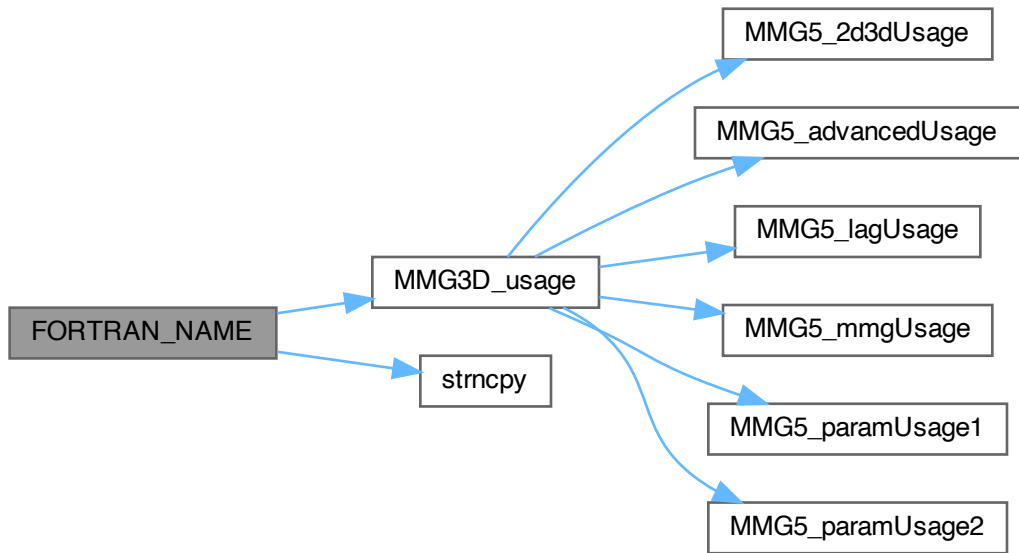 MMG5_2d3dUsage
MMG5_advancedUsage
MMG5_lagUsage
MMG3D_usage
MMG5_mmgUsage
FORTRAN_NAME
strncpy
MMG5_paramUsage1
MMG5_paramUsage2